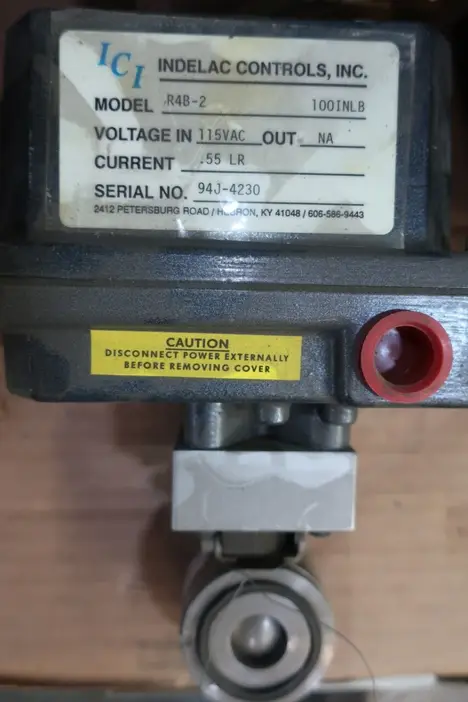 ICI INDELAC CONTROLS, INC.
MODEL R4B-2 100INLB
VOLTAGE IN 115VAC OUT NA
CURRENT .55 LR
SERIAL NO. 94J-4230
2412 PETERSBURG ROAD / HEBRON, KY 41048 / 606-586-9443
CAUTION
DISCONNECT POWER EXTERNALLY
BEFORE REMOVING COVER